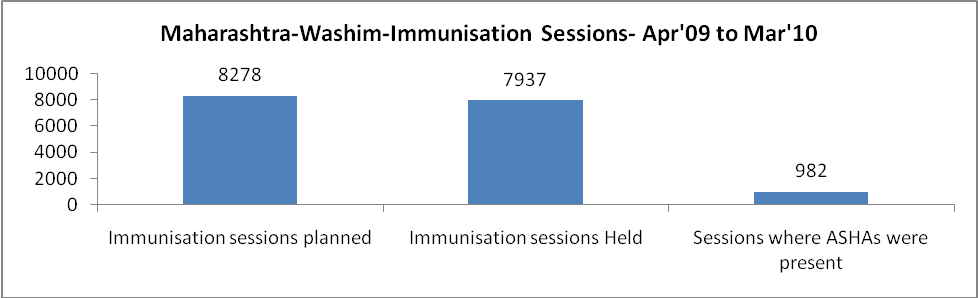 Maharashtra-Washim-Immunisation Sessions- Apr'09 to Mar'10
10000
8000
6000
4000
2000
0
8278
7937
982
Immunisation sessions planned
Immunisation sessions Held
Sessions where ASHAs were
present